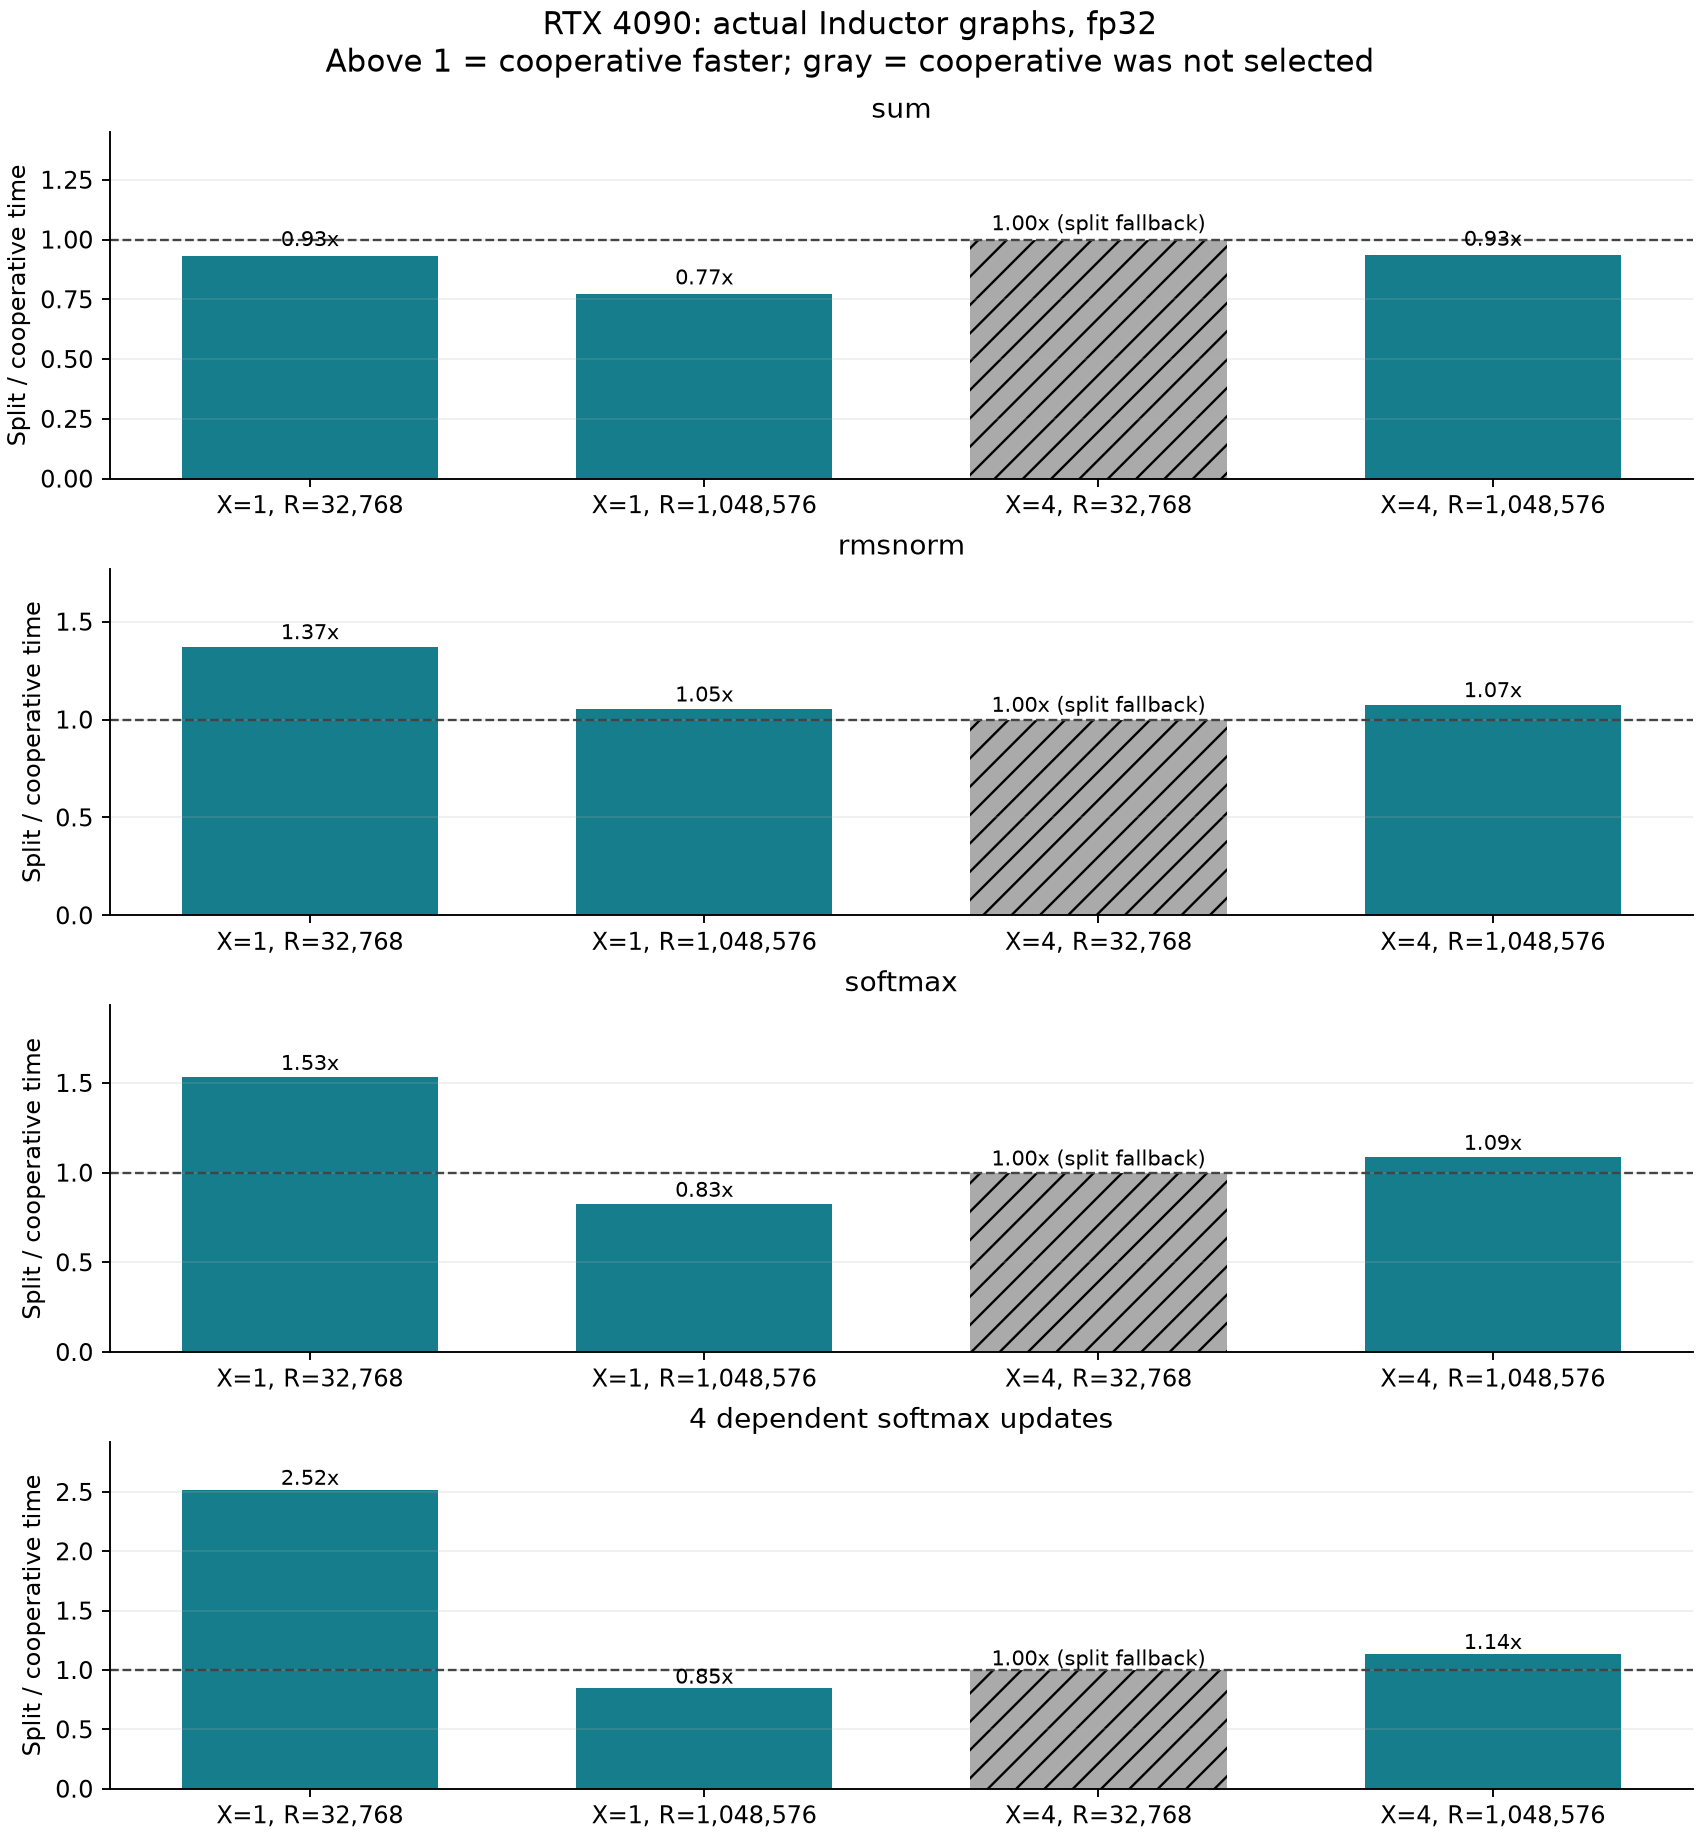 RTX 4090: actual Inductor graphs, fp32
Above 1 = cooperative faster; gray = cooperative was not selected
sum
Split / cooperative time
1.25
1.00
0.75
0.50
0.25
0.00
0.93x
0.77x
1.00x (split fallback)
0.93x
X=1, R=32,768
X=1, R=1,048,576
X=4, R=32,768
X=4, R=1,048,576
rmsnorm
Split / cooperative time
1.5
1.0
0.5
0.0
1.37x
1.05x
1.00x (split fallback)
1.07x
X=1, R=32,768
X=1, R=1,048,576
X=4, R=32,768
X=4, R=1,048,576
softmax
Split / cooperative time
1.5
1.0
0.5
0.0
1.53x
0.83x
1.00x (split fallback)
1.09x
X=1, R=32,768
X=1, R=1,048,576
X=4, R=32,768
X=4, R=1,048,576
4 dependent softmax updates
Split / cooperative time
2.5
2.0
1.5
1.0
0.5
0.0
2.52x
0.85x
1.00x (split fallback)
1.14x
X=1, R=32,768
X=1, R=1,048,576
X=4, R=32,768
X=4, R=1,048,576